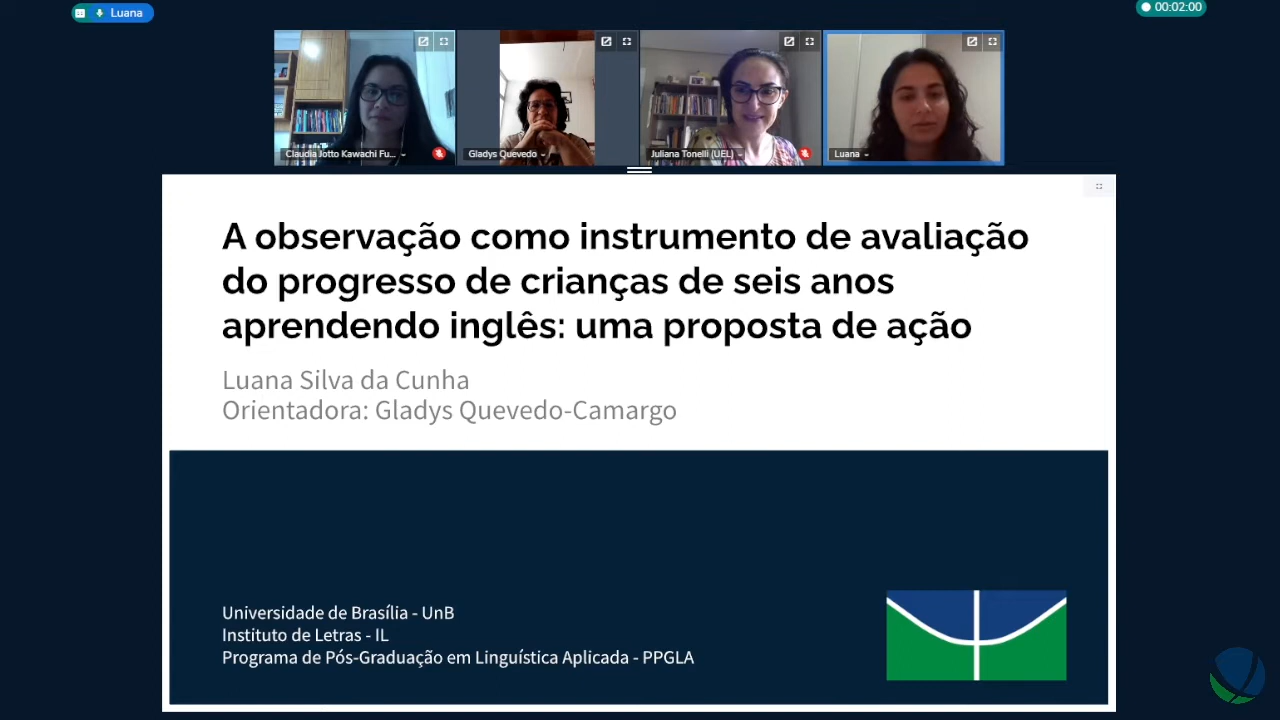 Luana
00:02:00
Claudia Jotto Kawachi Fu...
Gladys Quevedo
Juliana Tonelli (UEL)
Luana
A observação como instrumento de avaliação
do progresso de crianças de seis anos
aprendendo inglês: uma proposta de ação
Luana Silva da Cunha
Orientadora: Gladys Quevedo-Camargo
Universidade de Brasília - UnB
Instituto de Letras - IL
Programa de Pós-Graduação em Linguística Aplicada - PPGLA